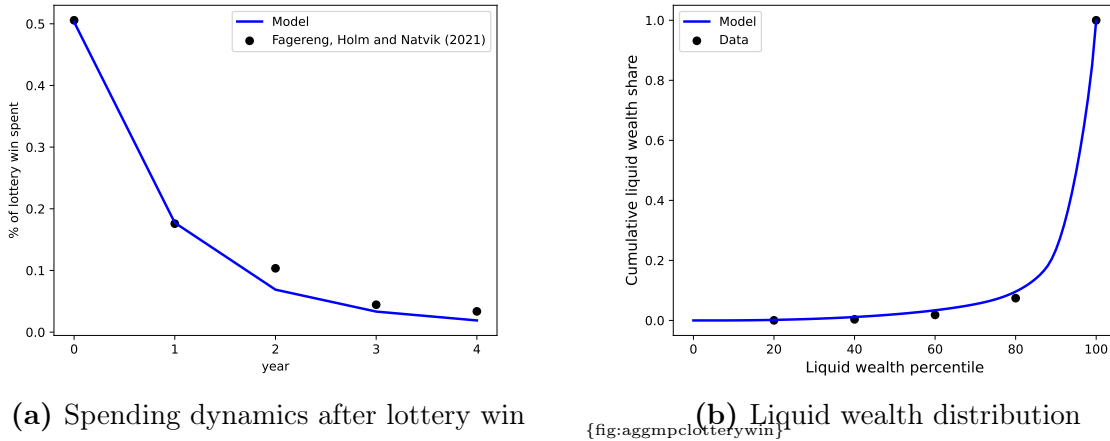 0.5
0.4
0.3
0.2
0.1
0.0
% of lottery win spent
Model
Fagereng, Holm and Natvik (2021)
0 1 2 3 4
year
(a) Spending dynamics after lottery win
1.0
0.8
0.6
0.4
0.2
0.0
Cumulative liquid wealth share
Model
Data
0 20 40 60 80 100
Liquid wealth percentile
(b) Liquid wealth distribution
{fig:aggmpclotterywin}